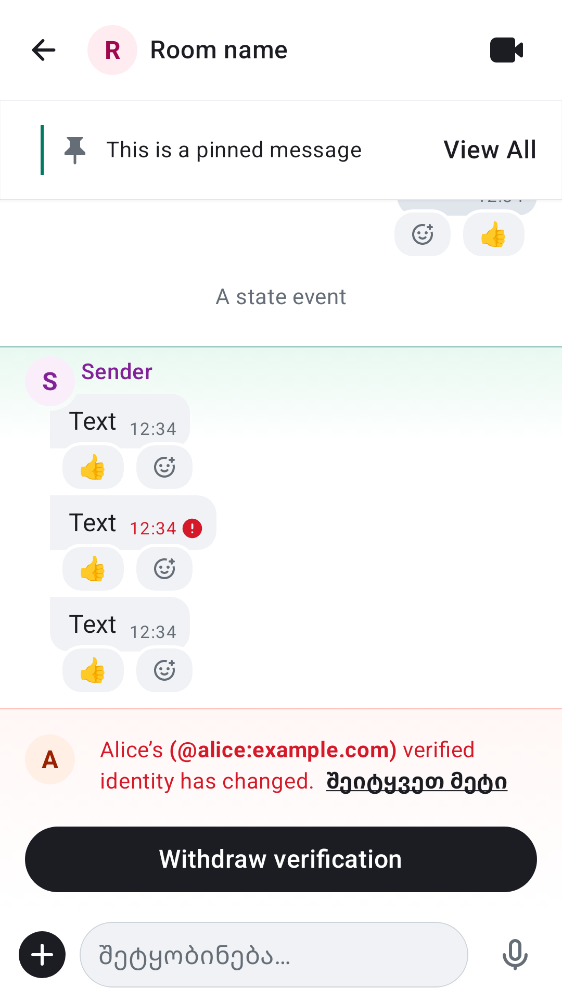 R Room name
This is a pinned message View All
A state event
S Sender
Text 12:34
Text 12:34
Text 12:34
A Alice’s (@alice:example.com) verified
identity has changed. შეიტყვეთ მეტი
Withdraw verification
შეტყობინება…